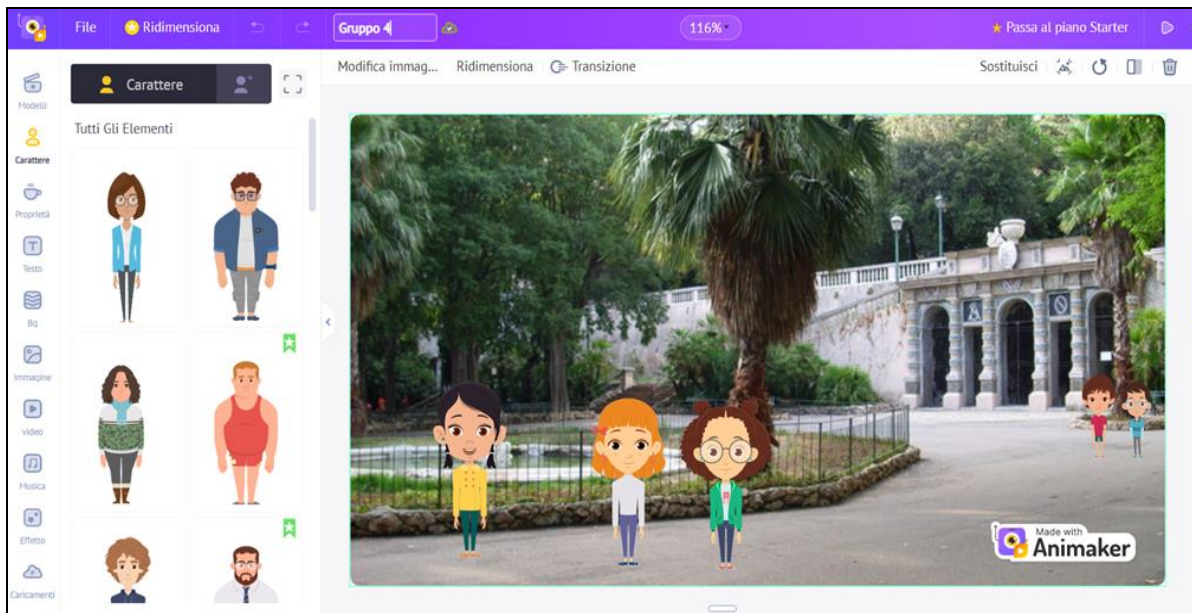 File
Ridimensiona
Gruppo 4
116%
Passa al piano Starter
Modifica immag...
Ridimensiona
Transizione
Sostituisci
Modelli
Carattere
Proprietà
Testo
Bg
Immagine
video
Musica
Effetto
Caricamenti
Carattere
Tutti Gli Elementi
Made with
Animaker